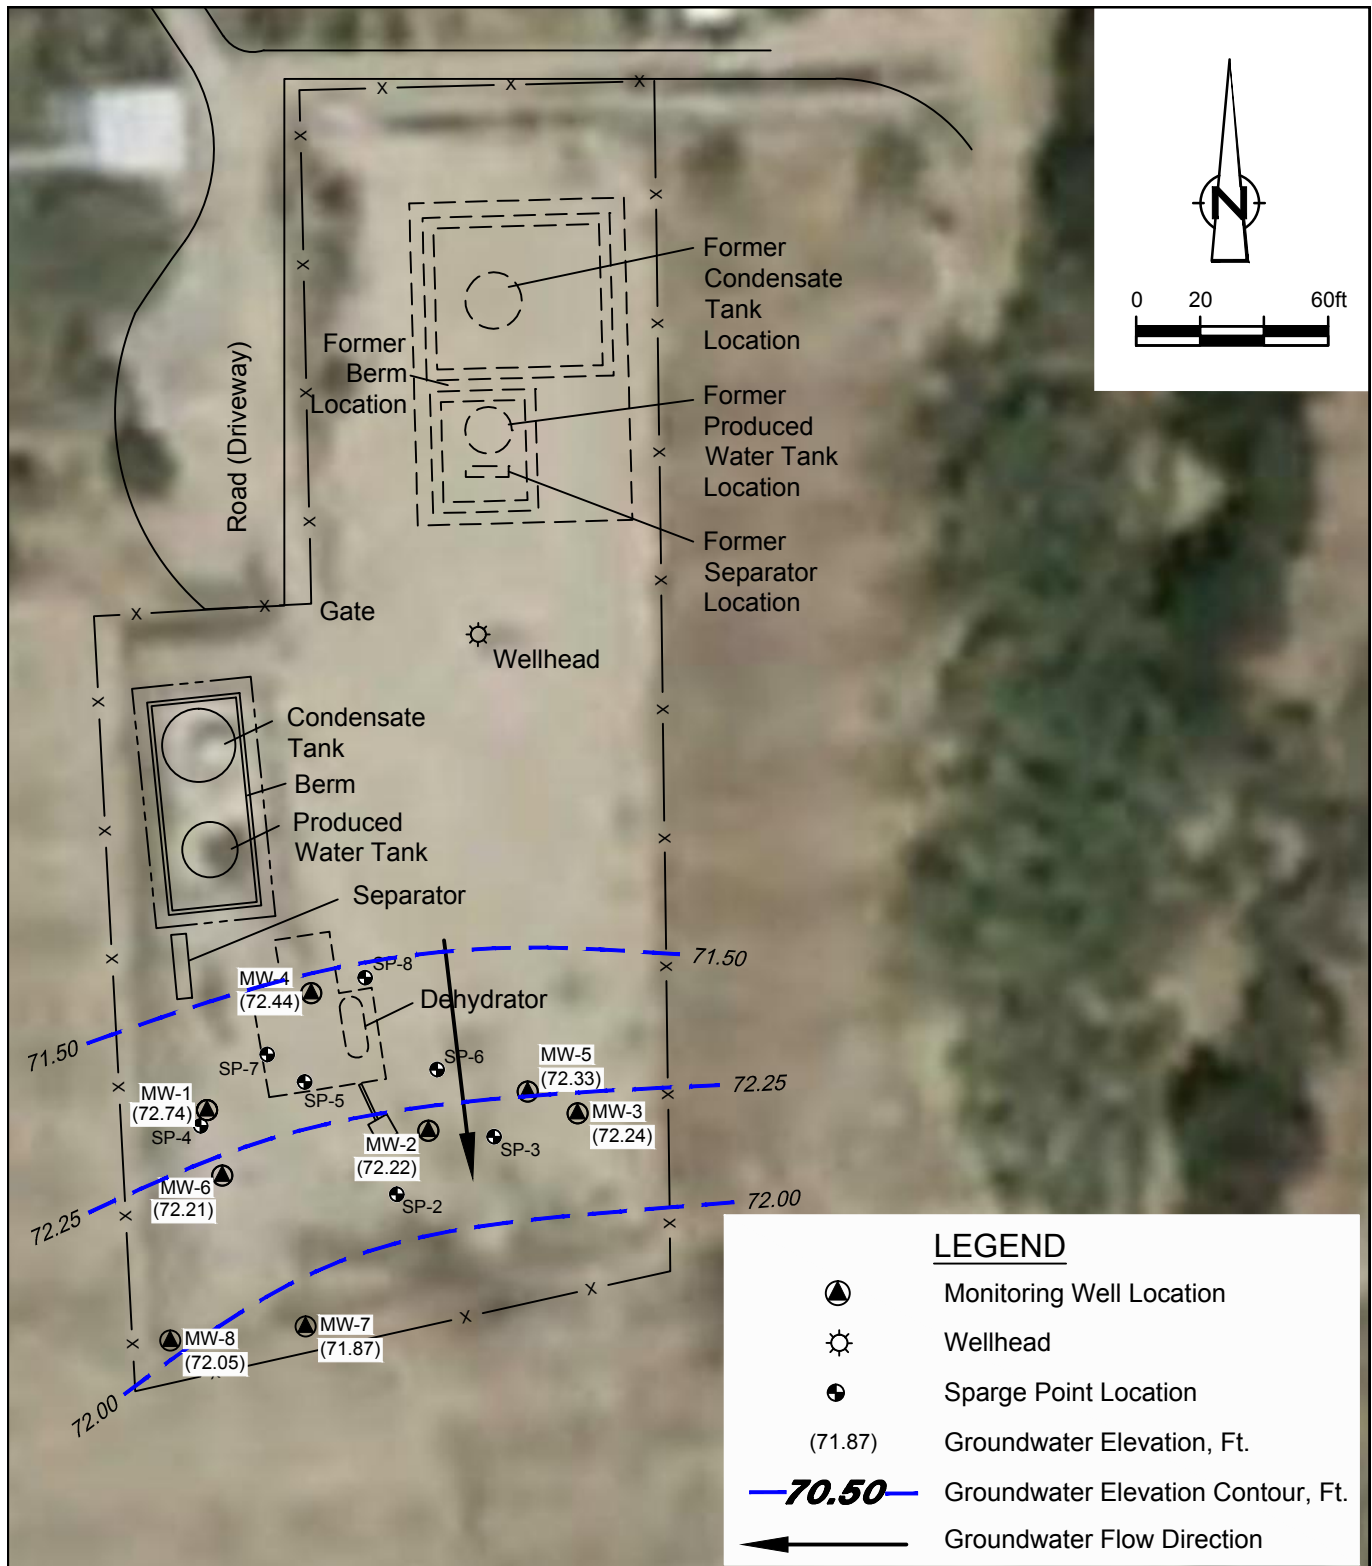 N
0 20 60ft
Former
Condensate
Tank
Location
Former
Berm
Location
Former
Produced
Water Tank
Location
Road (Driveway)
Former
Separator
Location
Gate
Wellhead
Condensate
Tank
Berm
Produced
Water Tank
Separator
71.50
SP-8
MW-4
(72.44)
Dehydrator
71.50
SP-7
SP-6
SP-5
MW-5
(72.33)
72.25
MW-1
(72.74)
SP-4
MW-3
(72.24)
MW-2
(72.22)
SP-3
MW-6
(72.21)
SP-2
72.25
72.00
MW-8
(72.05)
MW-7
(71.87)
72.00
LEGEND
Monitoring Well Location
Wellhead
Sparge Point Location
(71.87) Groundwater Elevation, Ft.
70.50 Groundwater Elevation Contour, Ft.
Groundwater Flow Direction